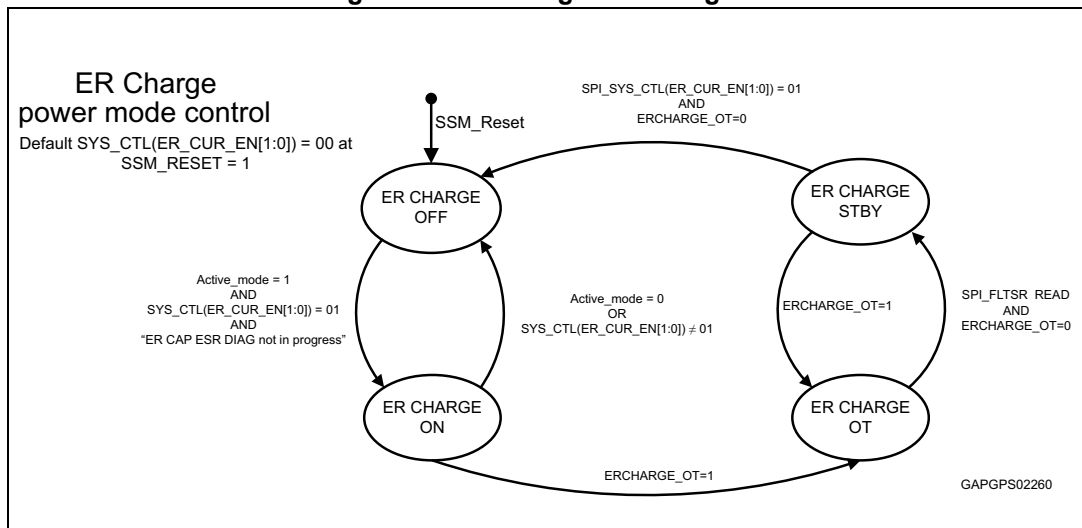 ER Charge
power mode control
Default SYS_CTL(ER_CUR_EN[1:0]) = 00 at
SSM_RESET = 1
SSM_Reset
SPI_SYS_CTL(ER_CUR_EN[1:0]) = 01
AND
ERCHARGE_OT=0
ER CHARGE
OFF
ER CHARGE
STBY
Active_mode = 1
AND
SYS_CTL(ER_CUR_EN[1:0]) = 01
AND
“ER CAP ESR DIAG not in progress”
Active_mode = 0
OR
SYS_CTL(ER_CUR_EN[1:0]) ≠ 01
ERCHARGE_OT=1
SPI_FLTSR READ
AND
ERCHARGE_OT=0
ER CHARGE
ON
ER CHARGE
OT
ERCHARGE_OT=1
GAPGPS02260